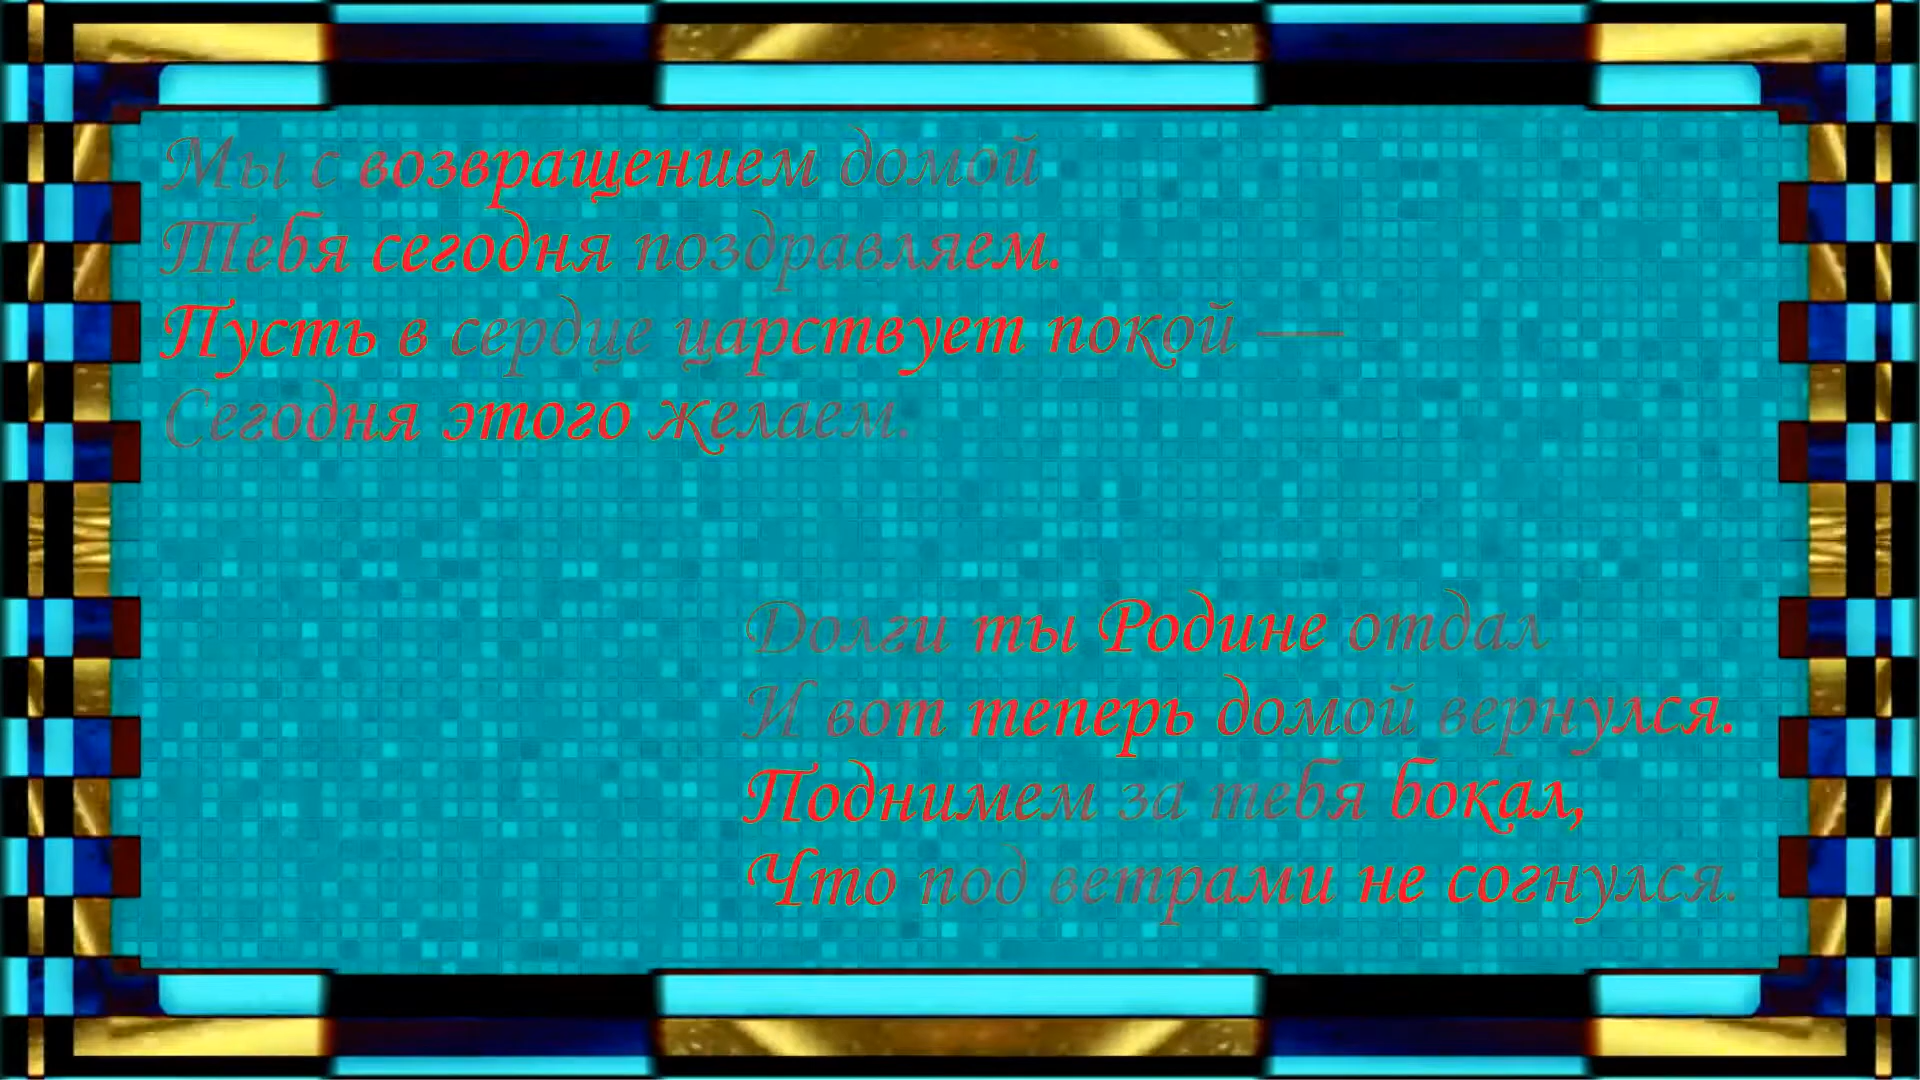 Мы с возвращением домой
Тебя сегодня поздравляем.
Пусть в сердце царствует покой —
Сегодня этого желаем.
Долги ты Родине отдал
И вот теперь домой вернулся.
Поднимем за тебя бокал,
Что под ветрами не согнулся.